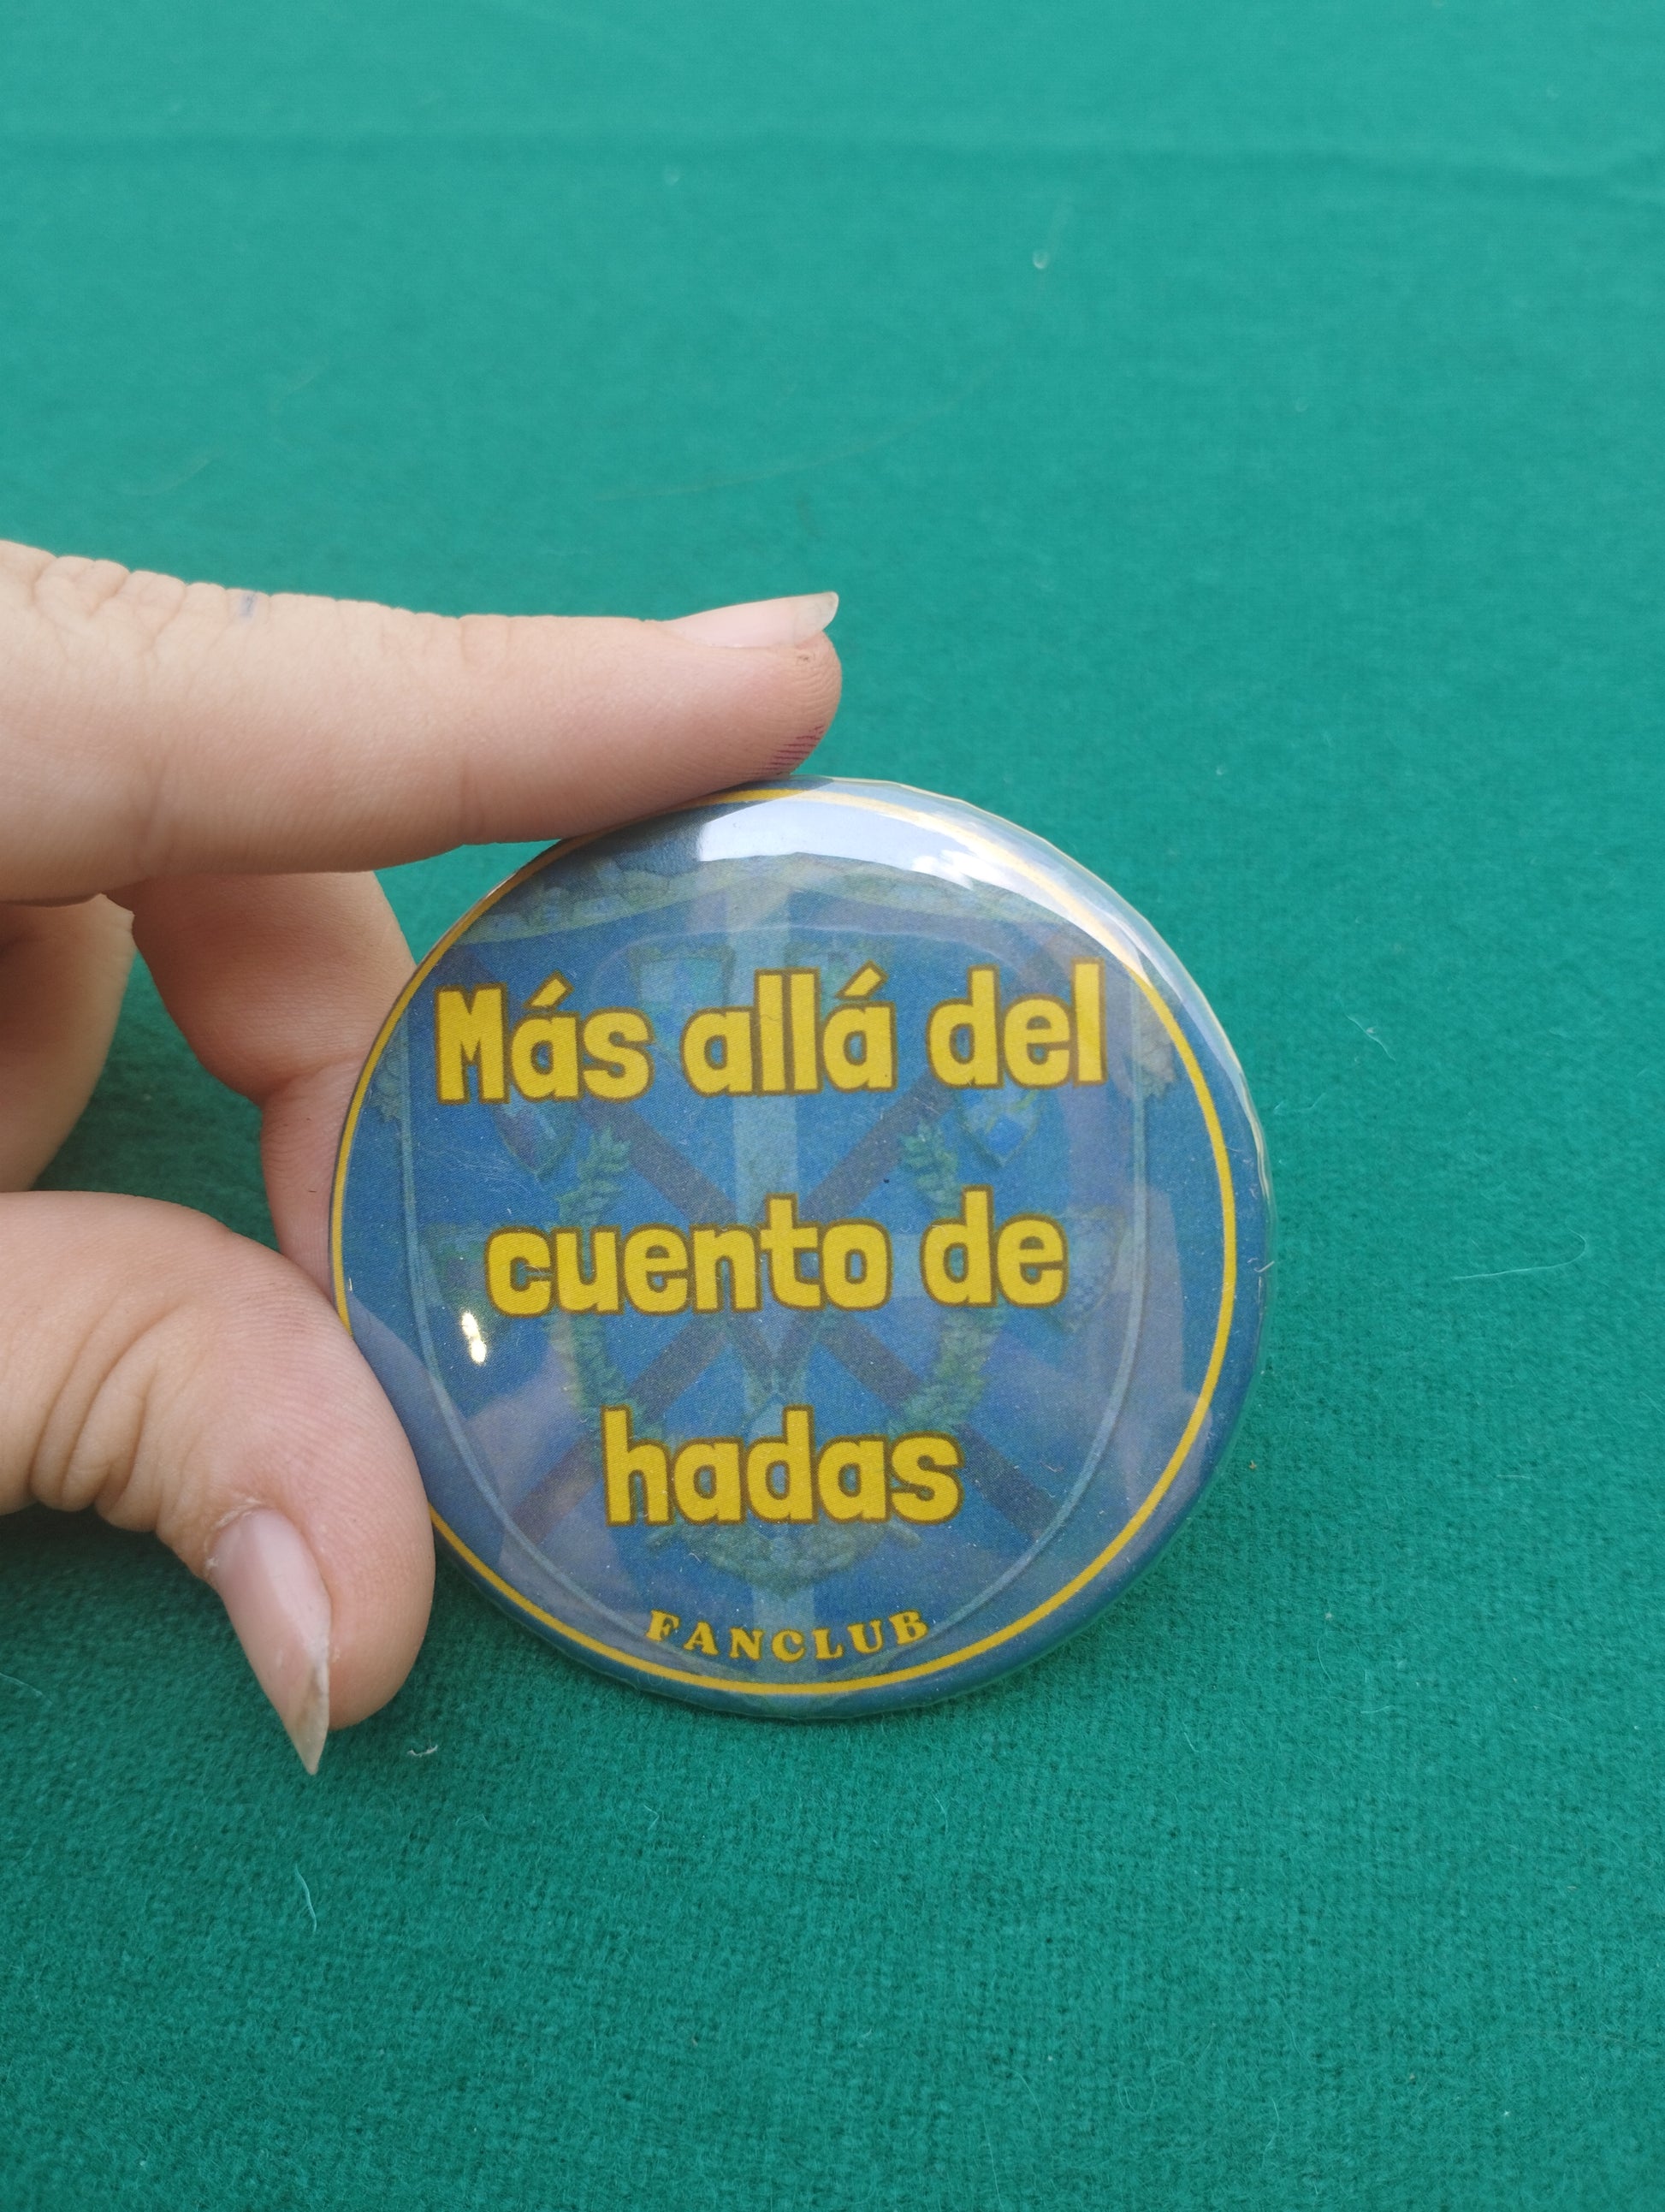 Más allá del
cuento de
hadas
FANCLUB